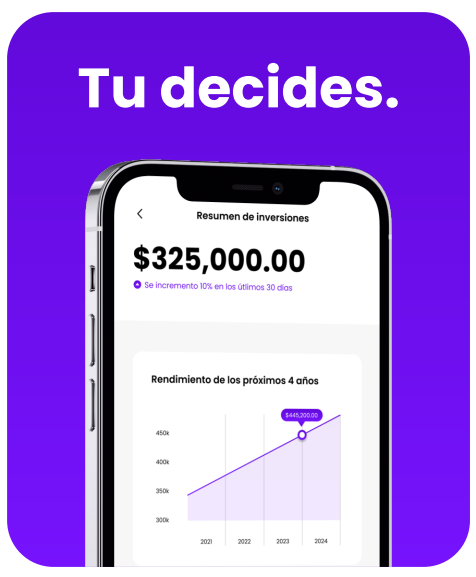 Tu decides.
Resumen de inversiones
$325,000.00
Se incremento 10% en los útlimos 30 días
Rendimiento de los próximos 4 años
$445,200.00
450k
400k
350k
300k
2021 2022 2023 2024